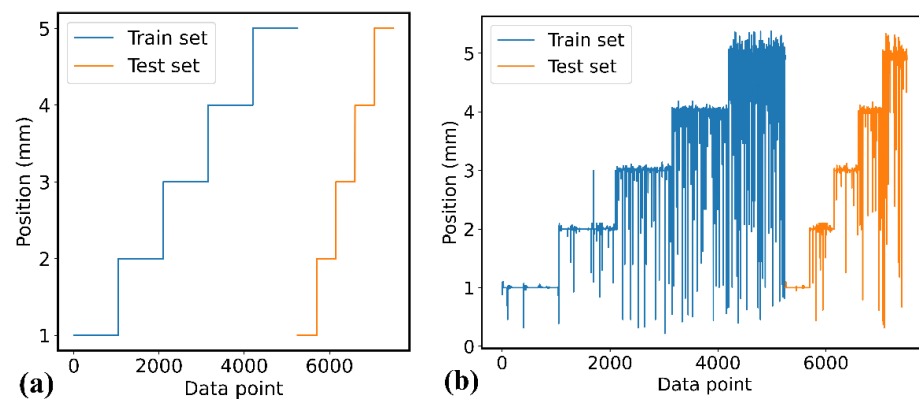 Train set
Test set
Position (mm)
5
4
3
2
1
0
2000
4000
6000
Data point
(a)
Train set
Test set
Position (mm)
5
4
3
2
1
0
0
2000
4000
6000
Data point
(b)